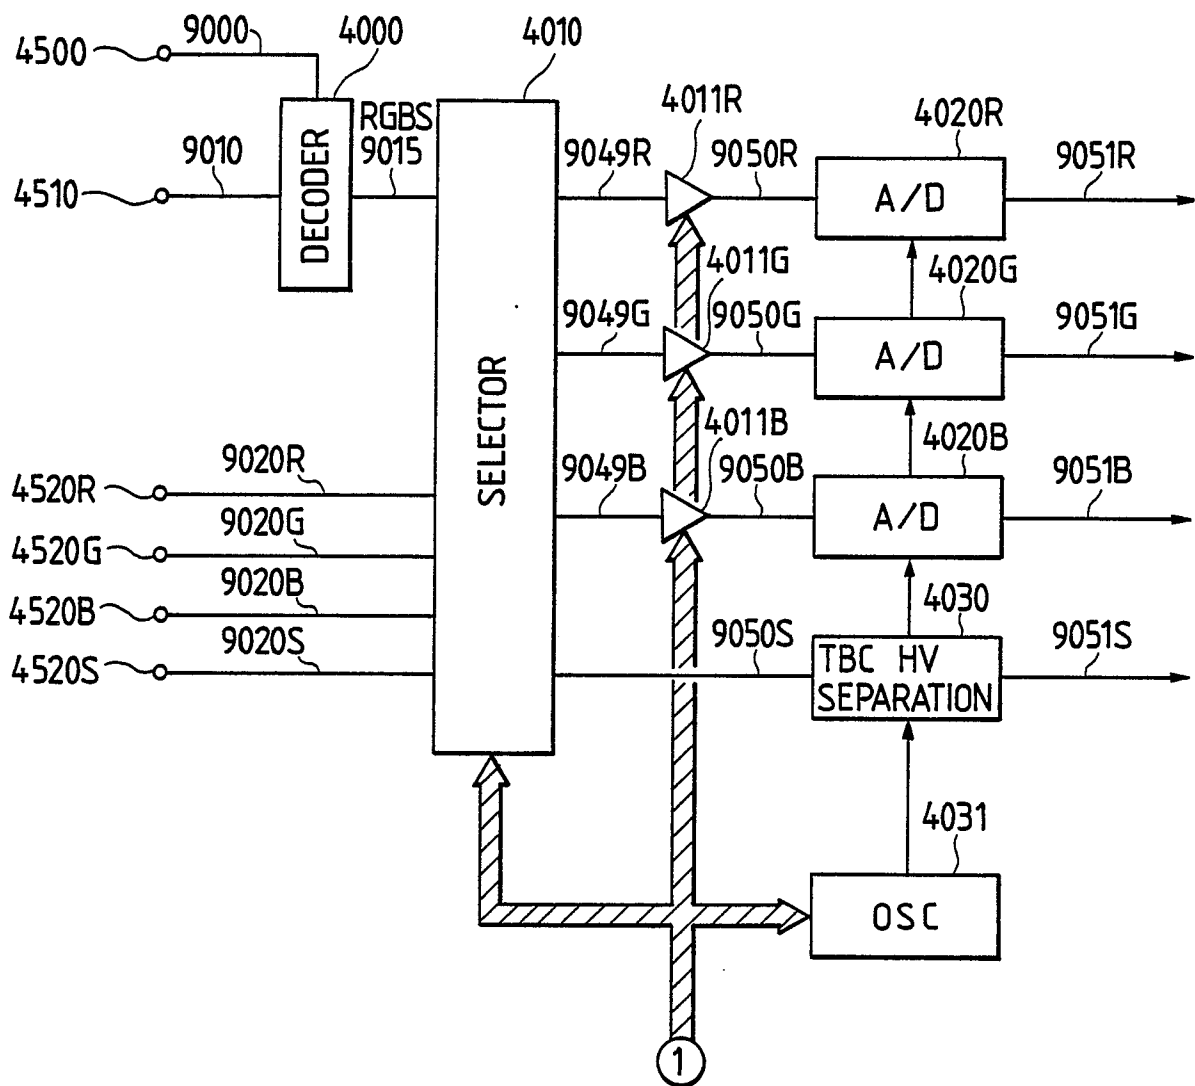 4500
9000
4000
4010
4510
9010
DECODER
RGBS
9015
SELECTOR
9049R
4011R
9050R
4020R
A/D
9051R
9049G
4011G
9050G
4020G
A/D
9051G
9049B
4011B
9050B
4020B
A/D
9051B
4520R
9020R
4520G
9020G
4520B
9020B
4520S
9020S
9050S
4030
TBC HV
SEPARATION
9051S
4031
OSC
1